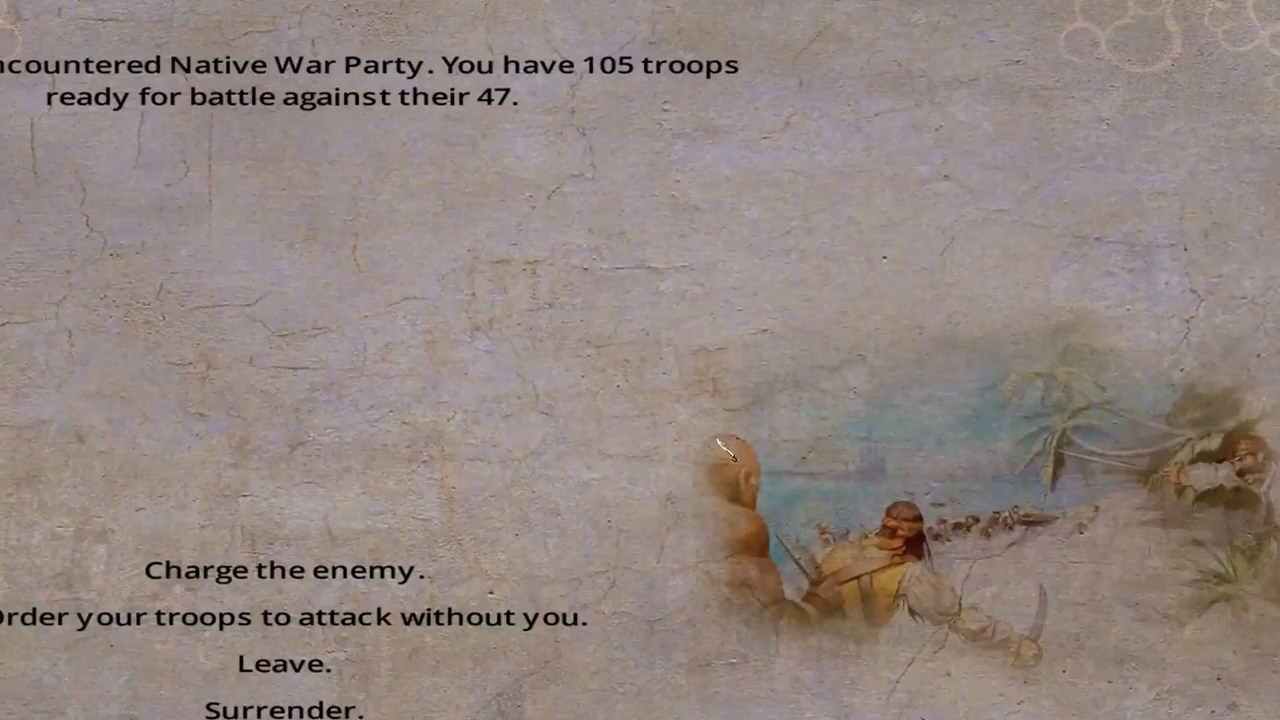 ncountered Native War Party. You have 105 troops
ready for battle against their 47.
Charge the enemy.
Order your troops to attack without you.
Leave.
Surrender.